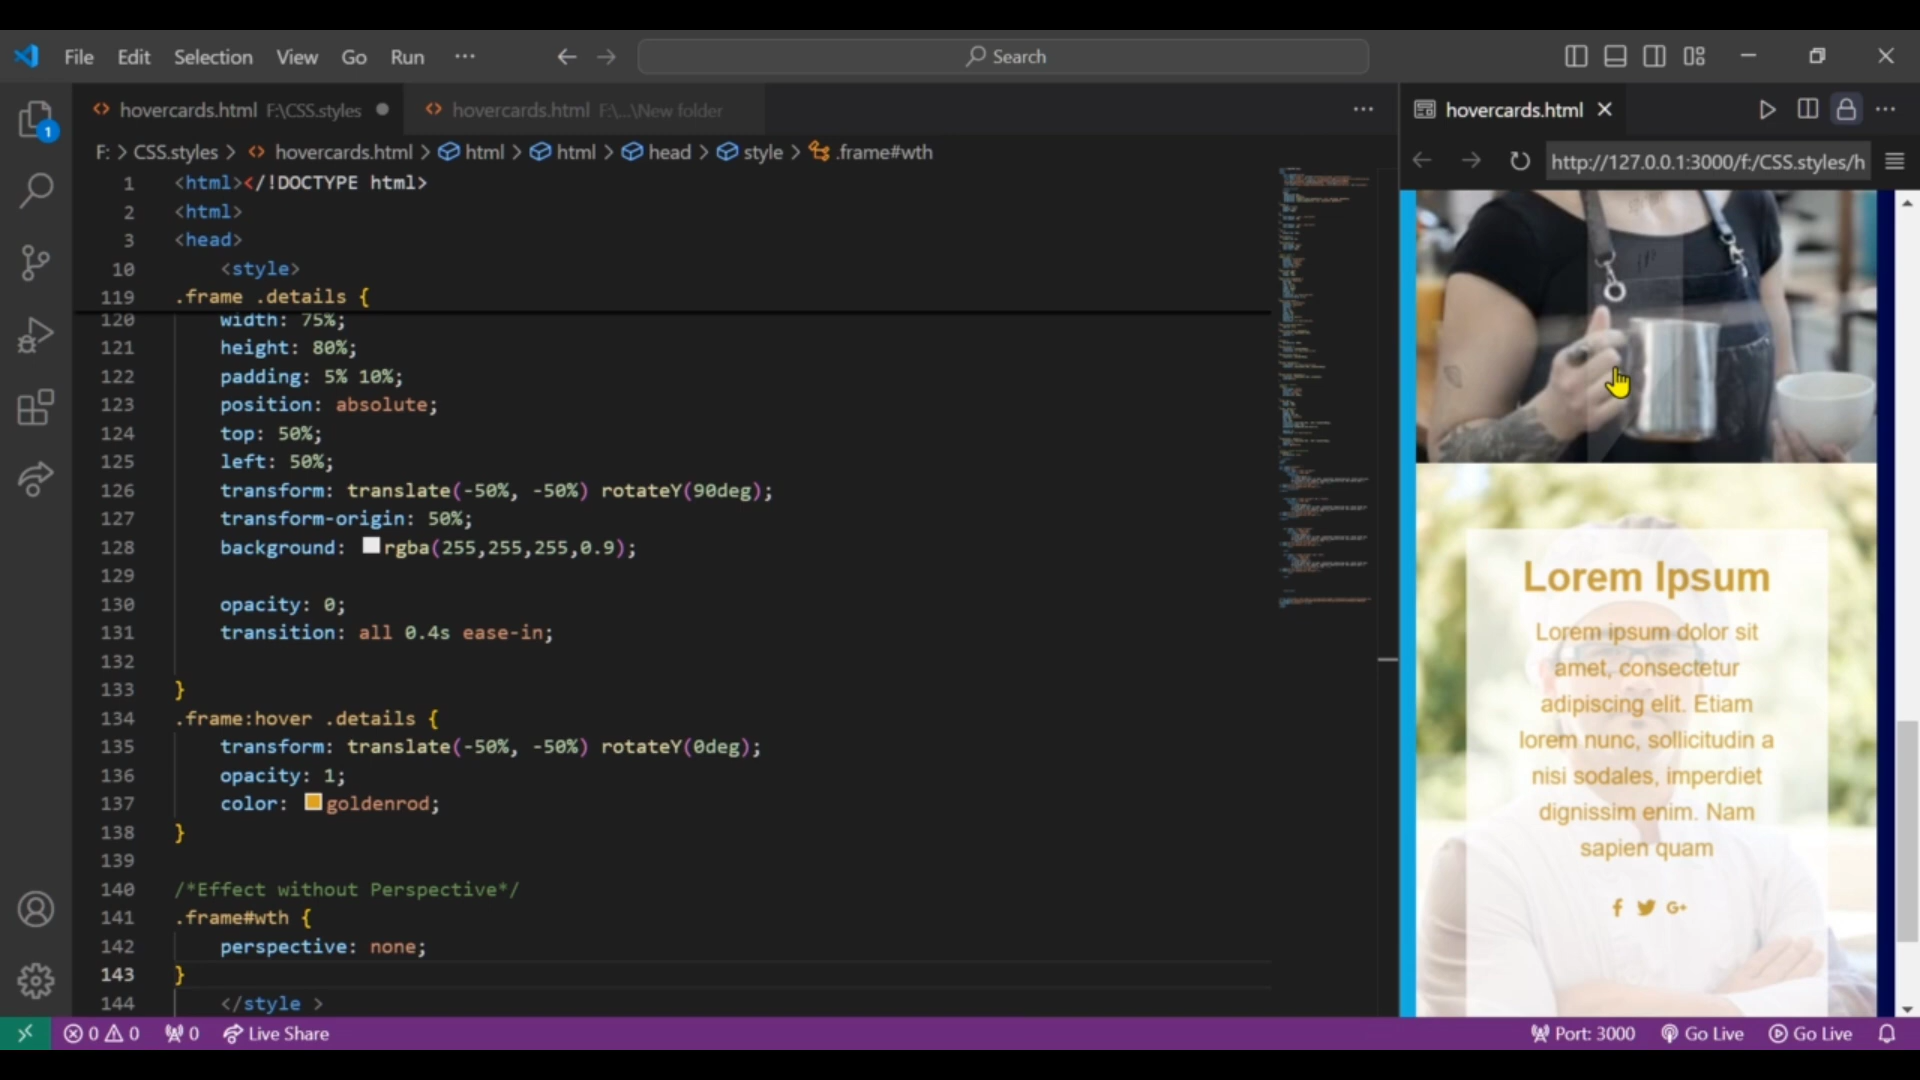 File Edit Selection View Go Run ··· Search
hovercards.html F:\CSS.styles hovercards.html F:\...\New folder
hovercards.html
F: > CSS.styles > hovercards.html > html > html > head > style > .frame#wth
http://127.0.0.1:3000/f:/CSS.styles/h
1
1 <html></!DOCTYPE html>
2 <html>
3 <head>
10 <style>
119 .frame .details {
120 width: 75%;
121 height: 80%;
122 padding: 5% 10%;
123 position: absolute;
124 top: 50%;
125 left: 50%;
126 transform: translate(-50%, -50%) rotateY(90deg);
127 transform-origin: 50%;
128 background: rgba(255,255,255,0.9);
129
130 opacity: 0;
131 transition: all 0.4s ease-in;
132
133 }
134 .frame:hover .details {
135 transform: translate(-50%, -50%) rotateY(0deg);
136 opacity: 1;
137 color: goldenrod;
138 }
139
140 /*Effect without Perspective*/
141 .frame#wth {
142 perspective: none;
143 }
144 </style >
Lorem Ipsum
Lorem ipsum dolor sit
amet, consectetur
adipiscing elit. Etiam
lorem nunc, sollicitudin a
nisi sodales, imperdiet
dignissim enim. Nam
sapien quam
f G+
0 0 0 Live Share Port: 3000 Go Live Go Live